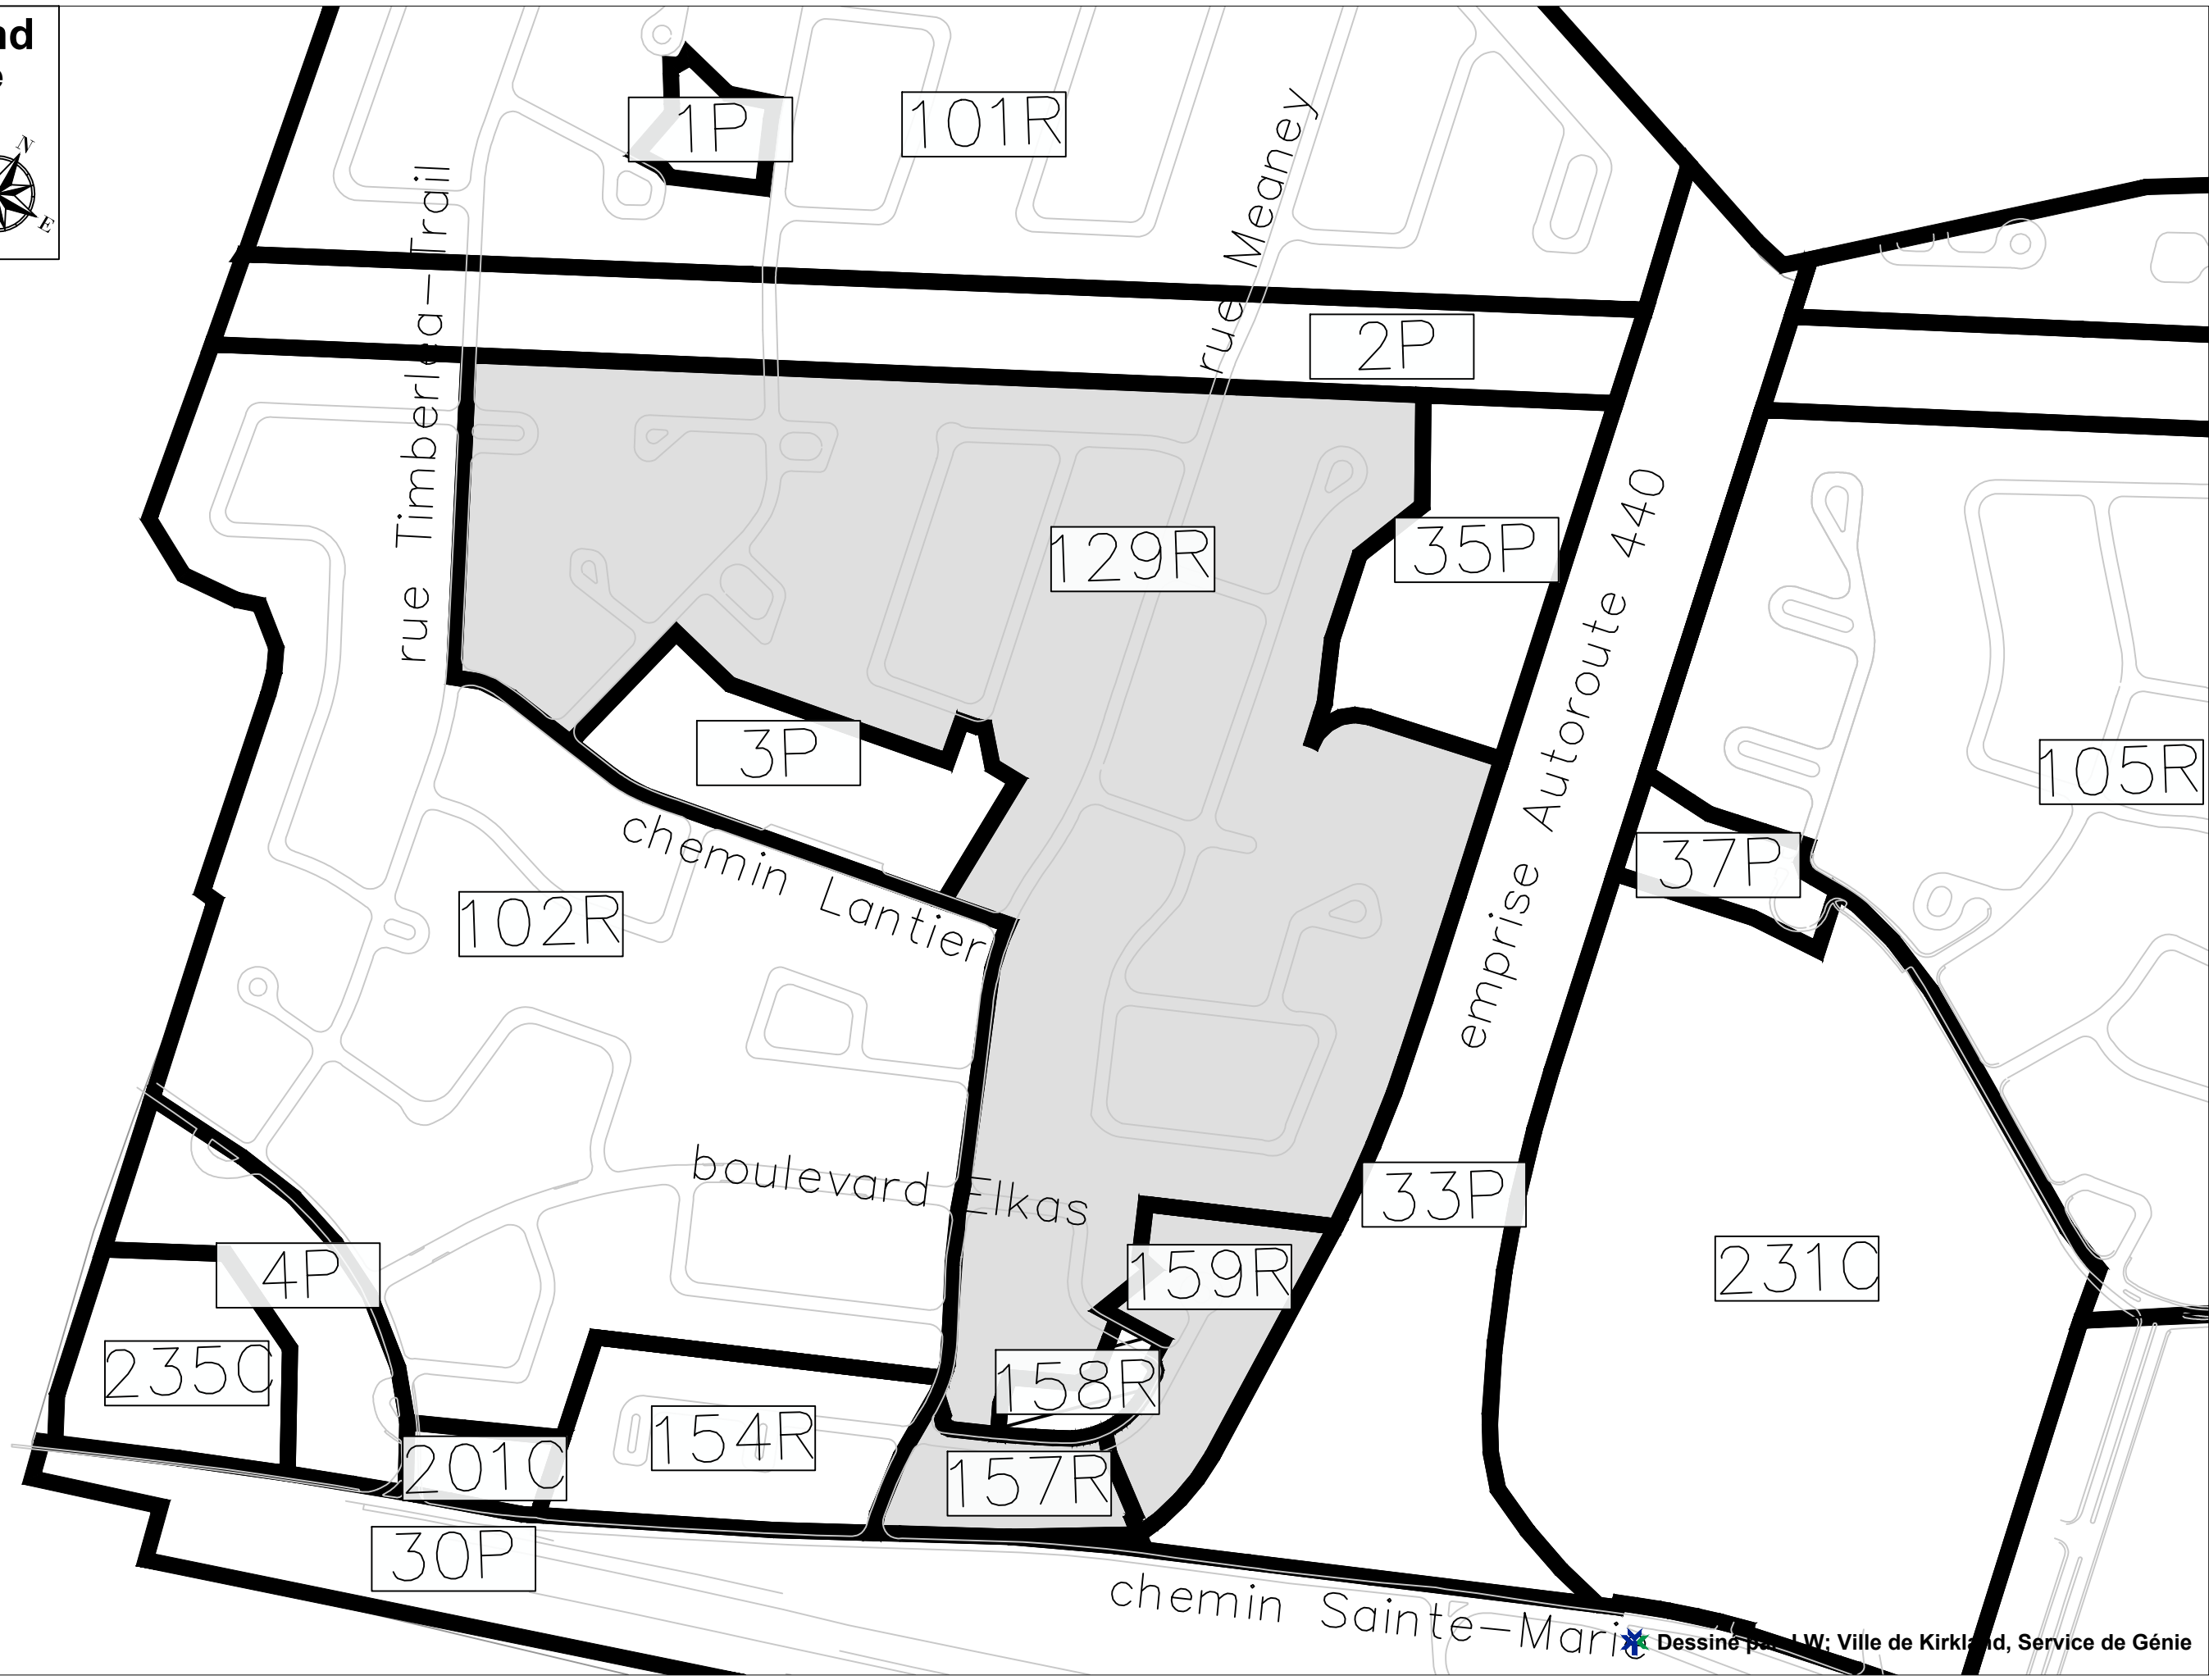 nd
e
N
E
1P
101R
rue Timberlea-Trail
rue Meaney
2P
129R
35P
emprise Autoroute 440
3P
105R
chemin Lantier
37P
102R
boulevard Elkas
33P
159R
231C
4P
235C
158R
154R
201C
157R
30P
chemin Sainte-Marie
Dessiné par LW; Ville de Kirkland, Service de Génie